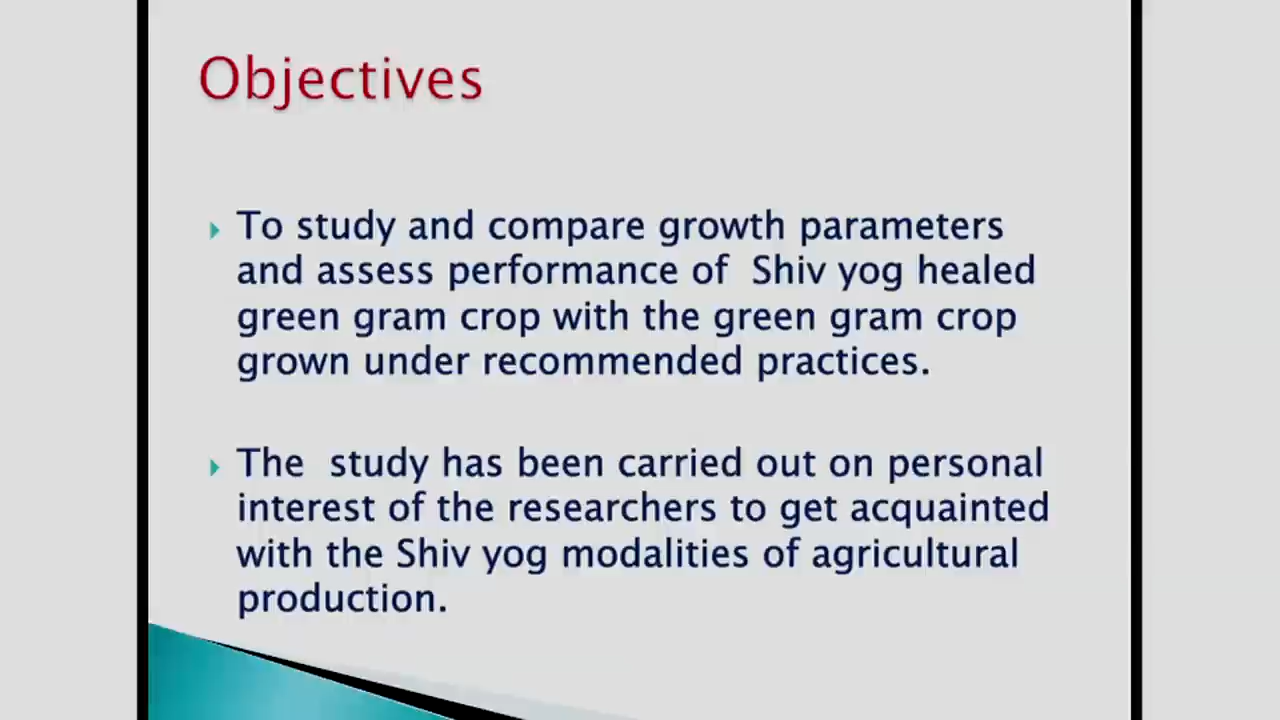 Objectives
To study and compare growth parameters
and assess performance of  Shiv yog healed
green gram crop with the green gram crop
grown under recommended practices.
The  study has been carried out on personal
interest of the researchers to get acquainted
with the Shiv yog modalities of agricultural
production.